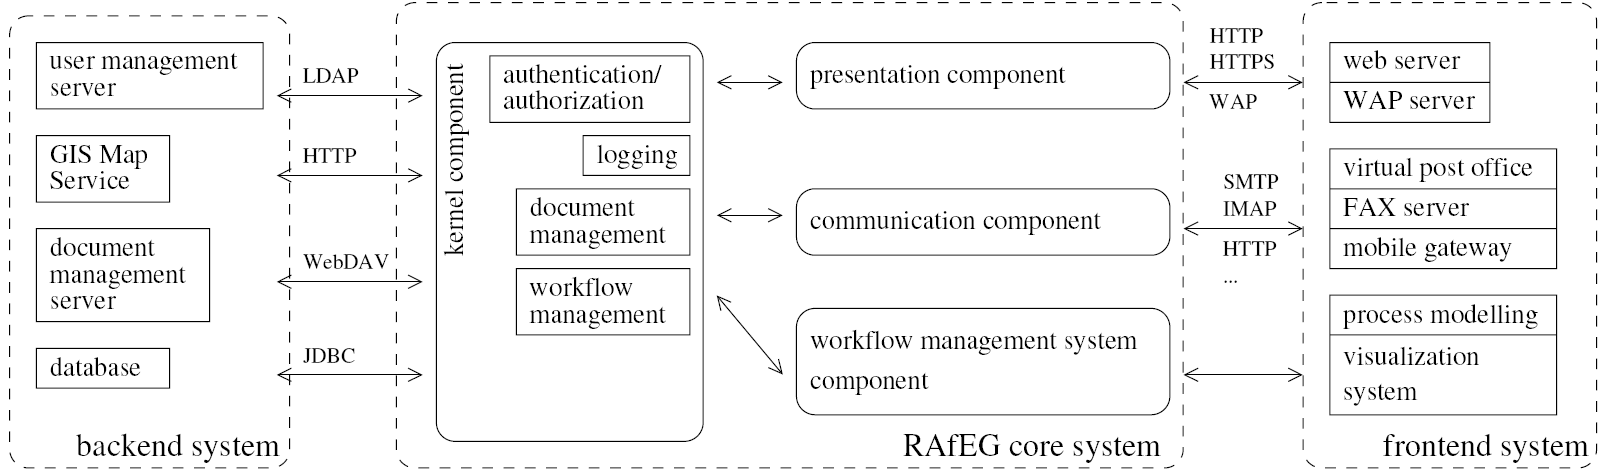 user management
server
GIS Map
Service
document
management
server
database
backend system
LDAP
HTTP
WebDAV
JDBC
kernel component
authentication/
authorization
logging
document
management
workflow
management
presentation component
communication component
workflow management system
component
RAfEG core system
HTTP
HTTPS
WAP
SMTP
IMAP
HTTP
...
web server
WAP server
virtual post office
FAX server
mobile gateway
process modelling
visualization
system
frontend system